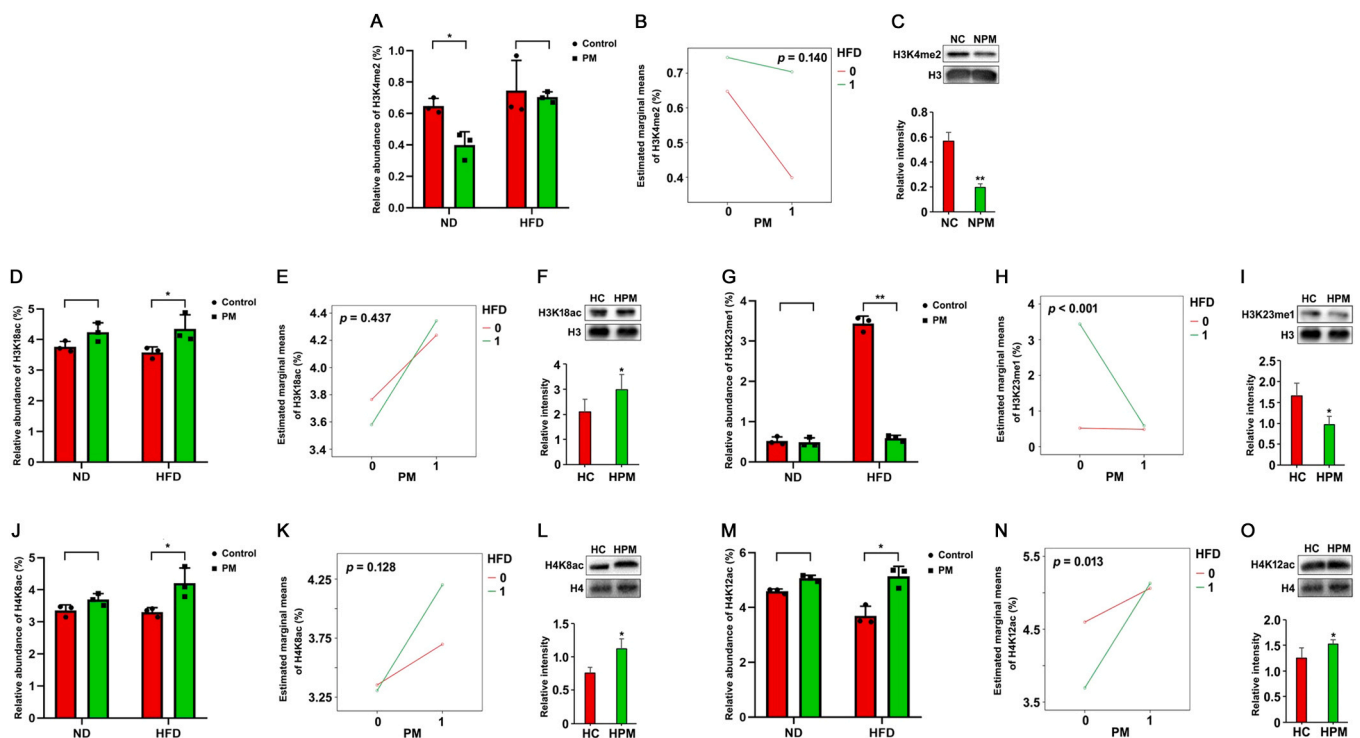 A
Relative abundance of H3K4me2 (%)
1.0
0.8
0.6
0.4
0.2
0.0
*
ND
HFD
Control
PM
B
Estimated marginal means
of H3K4me2 (%)
0.7
0.6
0.5
0.4
p = 0.140
0
1
PM
HFD
0
1
C
NC NPM
H3K4me2
H3
Relative intensity
0.8
0.6
0.4
0.2
0
**
NC NPM
D
Relative abundance of H3K18ac (%)
5
4
3
2
1
0
*
ND
HFD
Control
PM
E
Estimated marginal means
of H3K18ac (%)
4.4
4.2
4.0
3.8
3.6
3.4
p = 0.437
0
1
PM
HFD
0
1
F
HC HPM
H3K18ac
H3
Relative intensity
4
3
2
1
0
*
HC HPM
G
Relative abundance of H3K23me1 (%)
5
4
3
2
1
0
**
ND
HFD
Control
PM
H
Estimated marginal means
of H3K23me1 (%)
4
3
2
1
0
p < 0.001
0
1
PM
HFD
0
1
I
HC HPM
H3K23me1
H3
Relative intensity
2.0
1.5
1.0
0.5
0
*
HC HPM
J
Relative abundance of H4K8ac (%)
5
4
3
2
1
0
*
ND
HFD
Control
PM
K
Estimated marginal means
of H4K8ac (%)
4.25
3.75
3.25
p = 0.128
0
1
PM
HFD
0
1
L
HC HPM
H4K8ac
H4
Relative intensity
1.5
1.0
0.5
0
*
HC HPM
M
Relative abundance of H4K12ac (%)
6
4
2
0
*
ND
HFD
Control
PM
N
Estimated marginal means
of H4K12ac (%)
5.5
4.5
3.5
p = 0.013
0
1
PM
HFD
0
1
O
HC HPM
H4K12ac
H4
Relative intensity
2.0
1.5
1.0
0.5
0
*
HC HPM